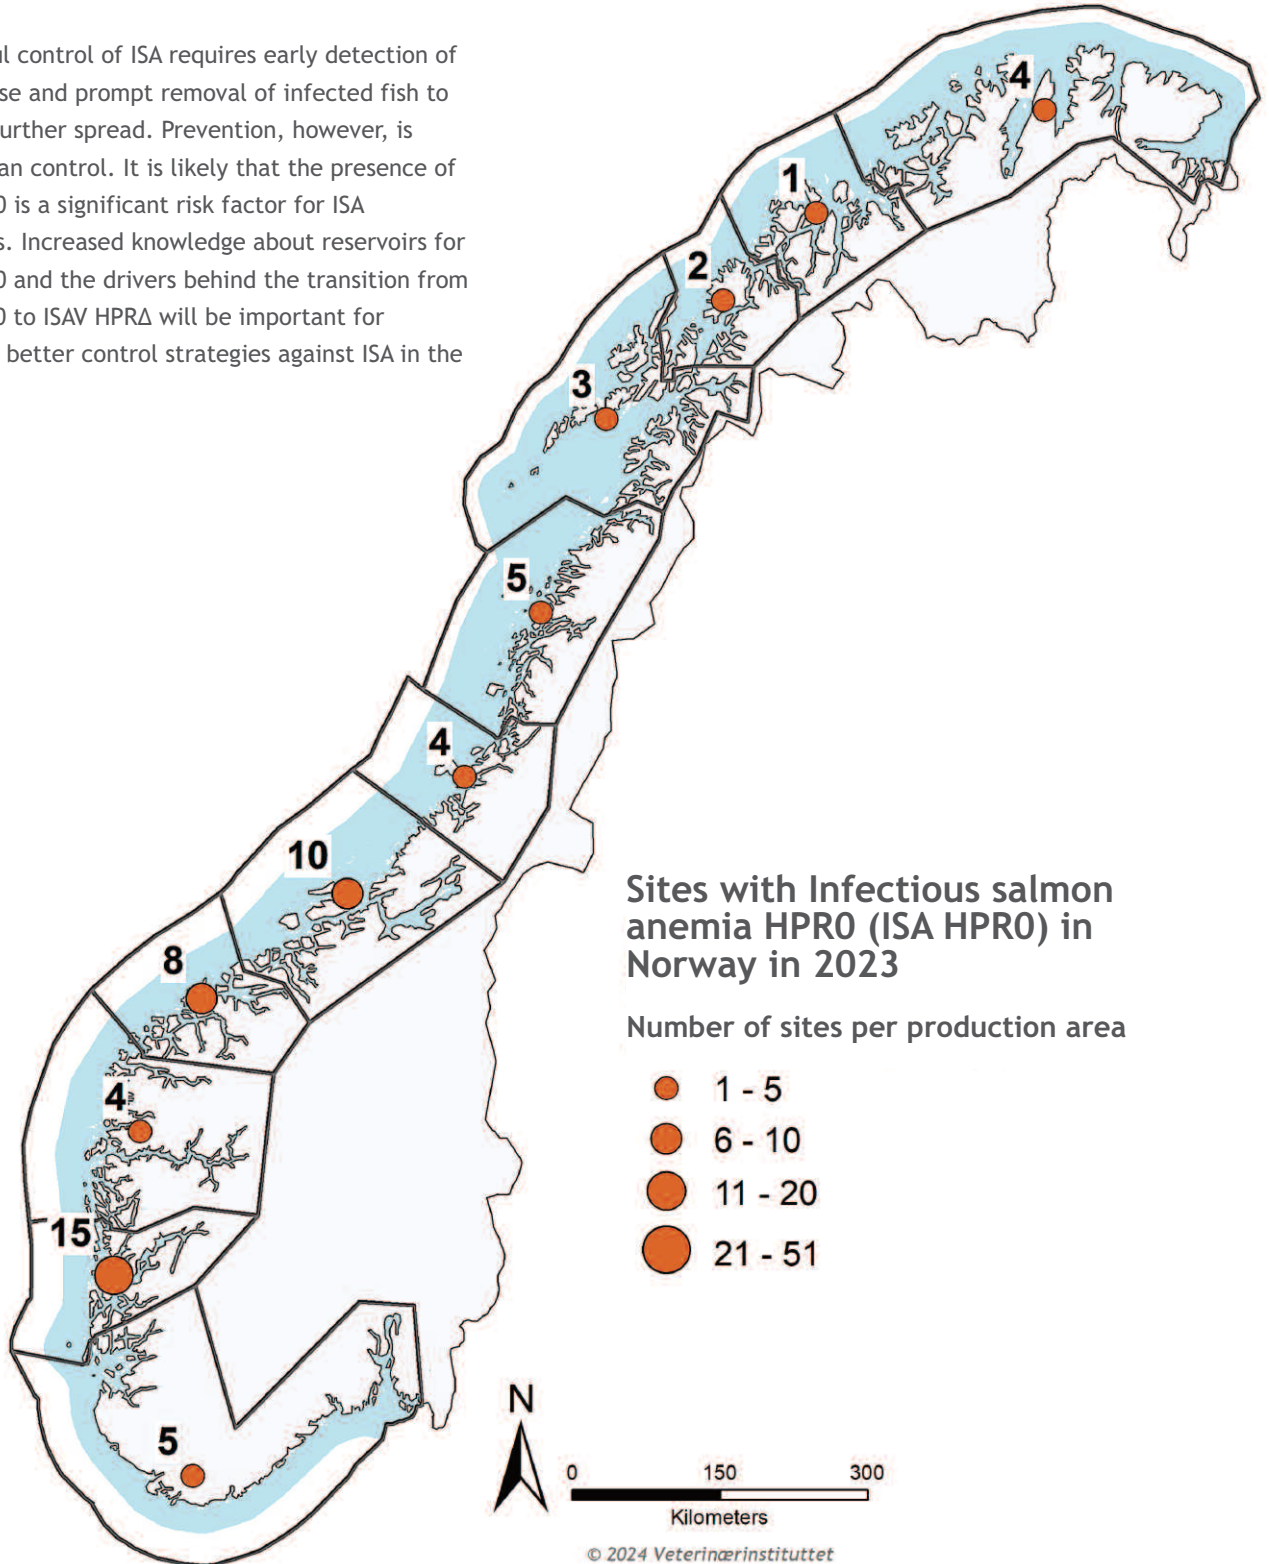 control of ISA requires early detection of
and prompt removal of infected fish to
further spread. Prevention, however, is
control. It is likely that the presence of
is a significant risk factor for ISA
Increased knowledge about reservoirs for
and the drivers behind the transition from
to ISAV HPRΔ will be important for
better control strategies against ISA in the
4
1
2
3
5
4
10
8
4
15
5
Sites with Infectious salmon
anemia HPR0 (ISA HPR0) in
Norway in 2023
Number of sites per production area
1 - 5
6 - 10
11 - 20
21 - 51
N
0 150 300
Kilometers
© 2024 Veterinærinstituttet